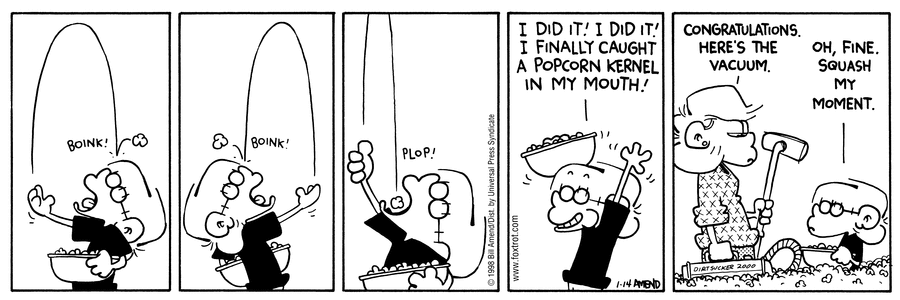 BOINK!
BOINK!
PLOP!
© 1998 Bill Amend/Dist. by Universal Press Syndicate
www.foxtrot.com
I DID IT! I DID IT!
I FINALLY CAUGHT
A POPCORN KERNEL
IN MY MOUTH!
1-14 AMEND
CONGRATULATIONS.
HERE'S THE
VACUUM.
OH, FINE.
SQUASH
MY
MOMENT.
DIRTSUCKER 2000